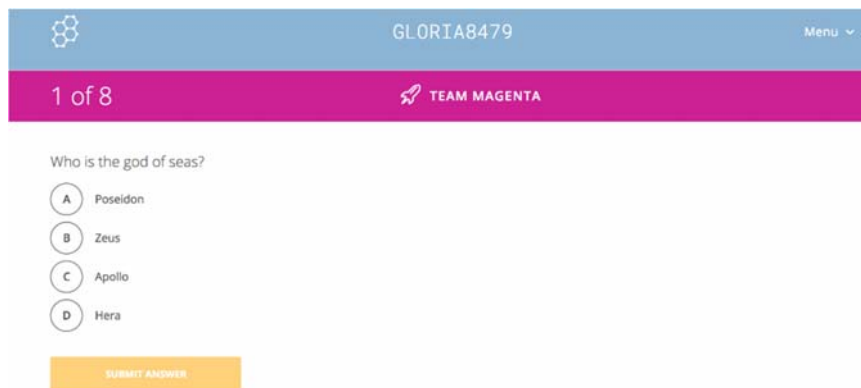 GLORIA8479 Menu
1 of 8 TEAM MAGENTA
Who is the god of seas?
A Poseidon
B Zeus
C Apollo
D Hera
SUBMIT ANSWER